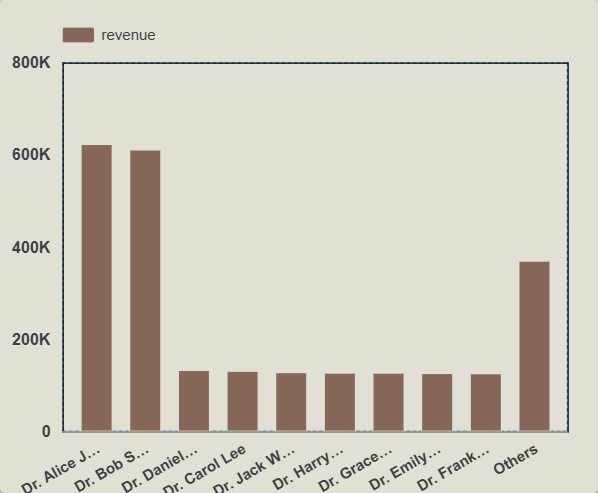 revenue
800K
600K
400K
200K
0
Dr. Alice J...
Dr. Bob S...
Dr. Daniel...
Dr. Carol Lee
Dr. Jack W...
Dr. Harry...
Dr. Grace...
Dr. Emily...
Dr. Frank...
Others